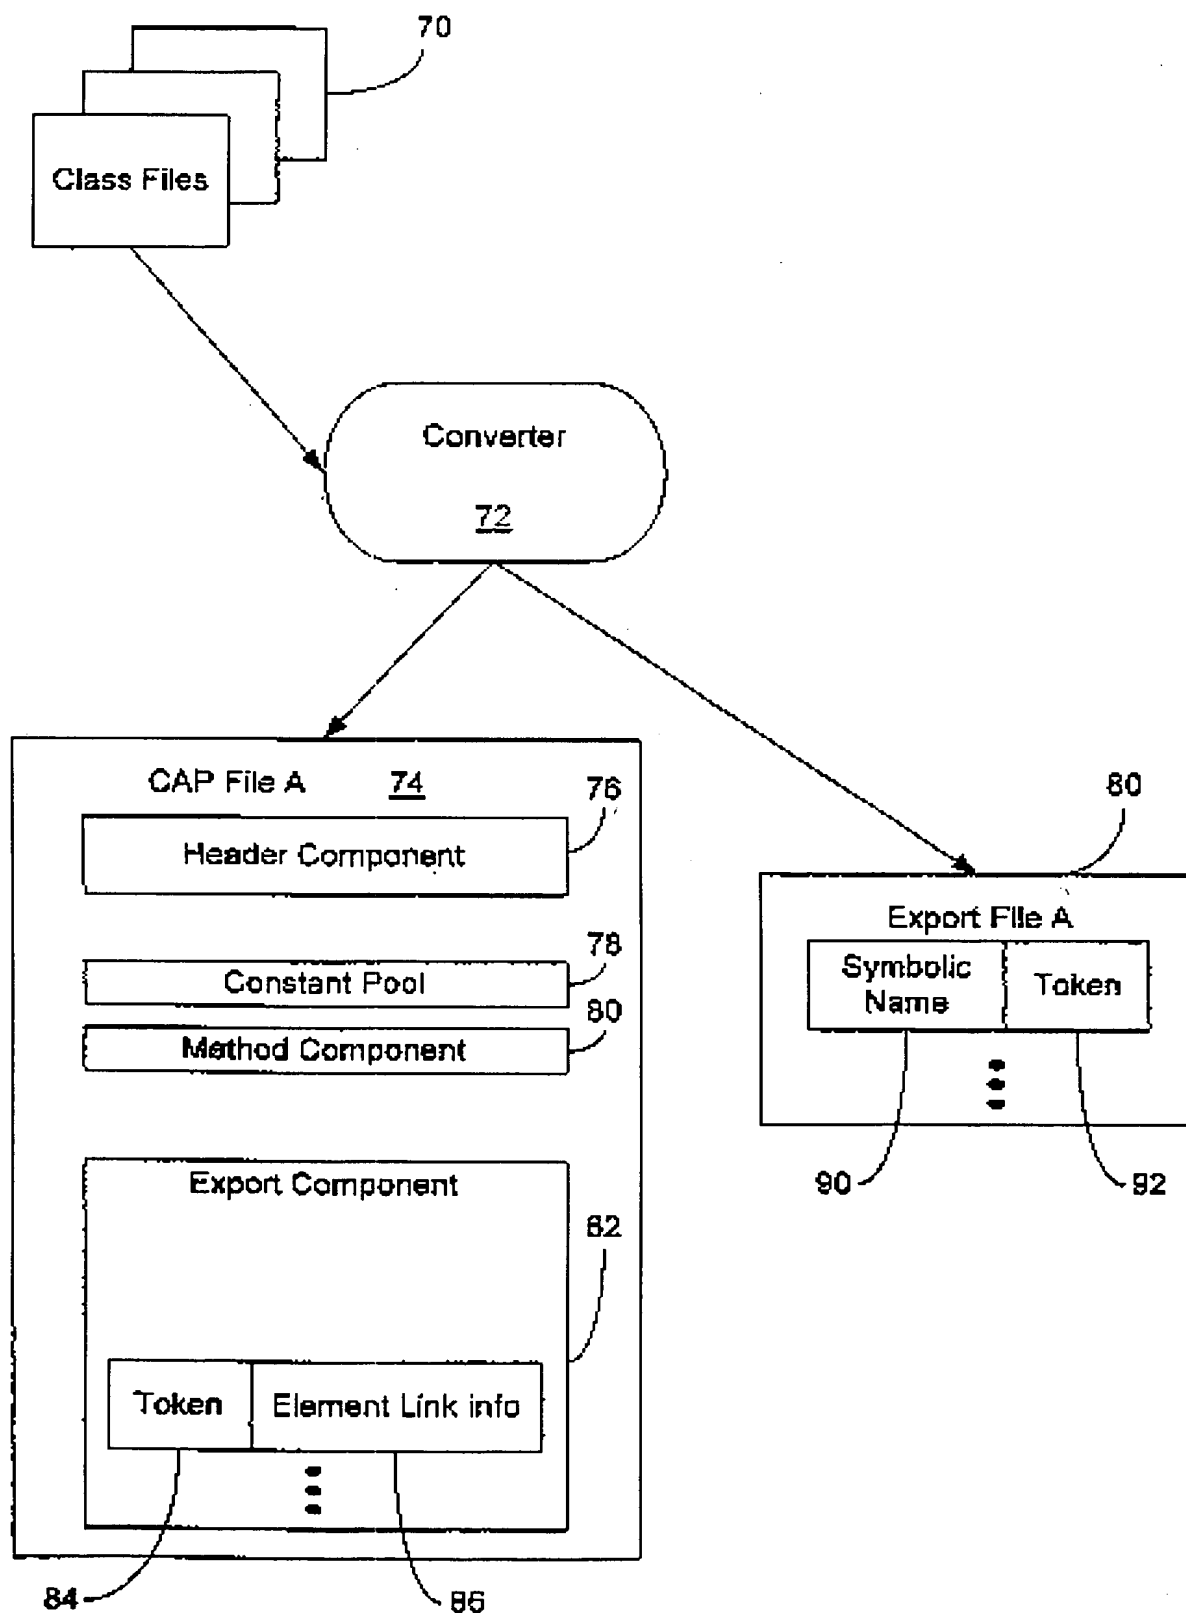 70
Class Files
Converter
72
CAP File A 74
76
Header Component
78
Constant Pool
80
Method Component
Export Component
82
Token Element Link info
84
86
80
Export File A
Symbolic
Name
Token
90
92